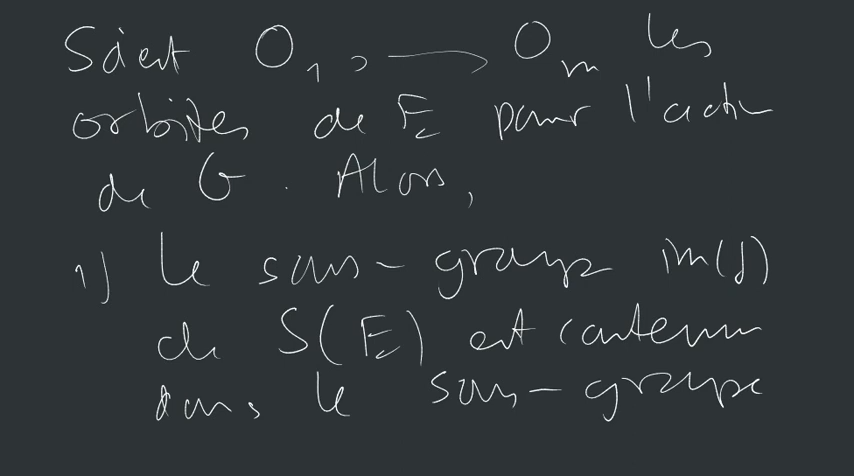 Soient O₁, ⟶ Oₘ les
orbites de E pour l'action
de G. Alors,
1) le sous-groupe im(f)
de S(E) est contenu
dans le sous-groupe